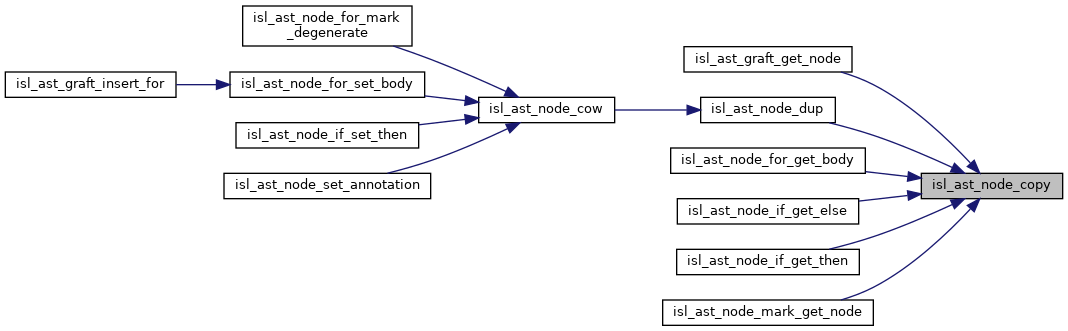 isl_ast_node_for_mark
_degenerate
isl_ast_graft_insert_for
isl_ast_node_for_set_body
isl_ast_node_if_set_then
isl_ast_node_set_annotation
isl_ast_node_cow
isl_ast_graft_get_node
isl_ast_node_dup
isl_ast_node_for_get_body
isl_ast_node_if_get_else
isl_ast_node_if_get_then
isl_ast_node_mark_get_node
isl_ast_node_copy